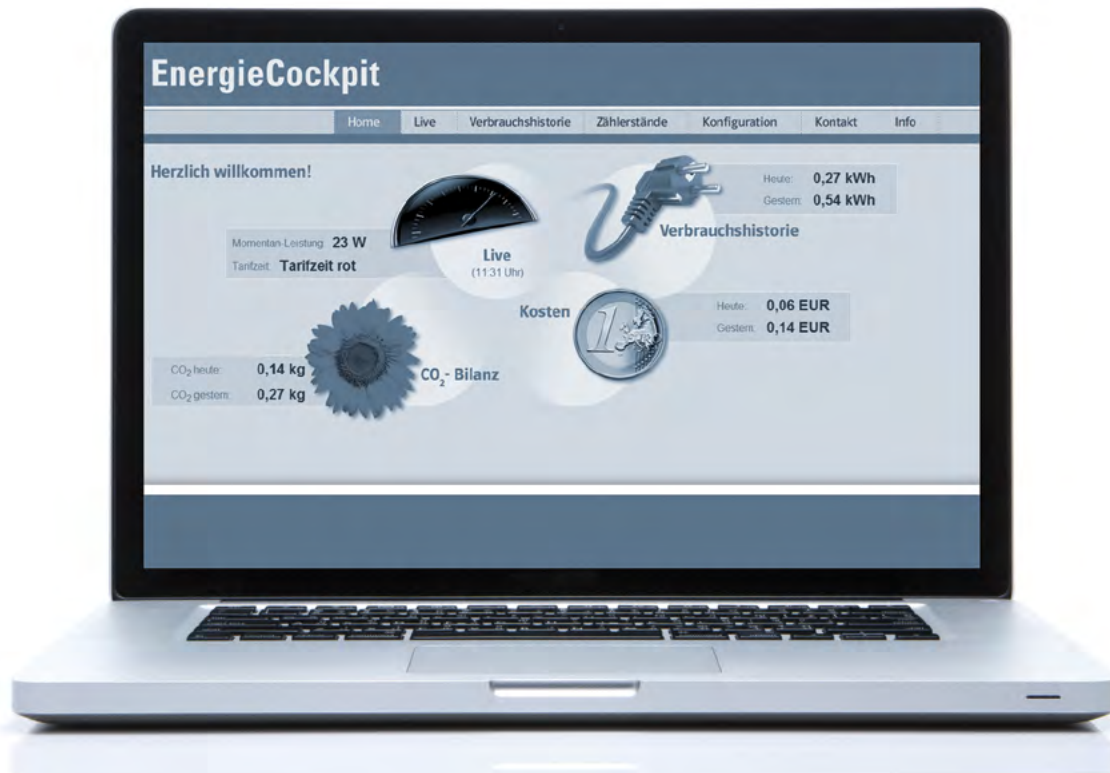 EnergieCockpit
Home Live Verbrauchshistorie Zählerstände Konfiguration Kontakt Info
Herzlich willkommen!
Heute: 0,27 kWh
Gestern: 0,54 kWh
Verbrauchshistorie
Momentan-Leistung: 23 W
Tarifzeit: Tarifzeit rot
Live
(11:31 Uhr)
Kosten
1
Heute: 0,06 EUR
Gestern: 0,14 EUR
CO₂ heute: 0,14 kg
CO₂ gestern: 0,27 kg
CO₂- Bilanz